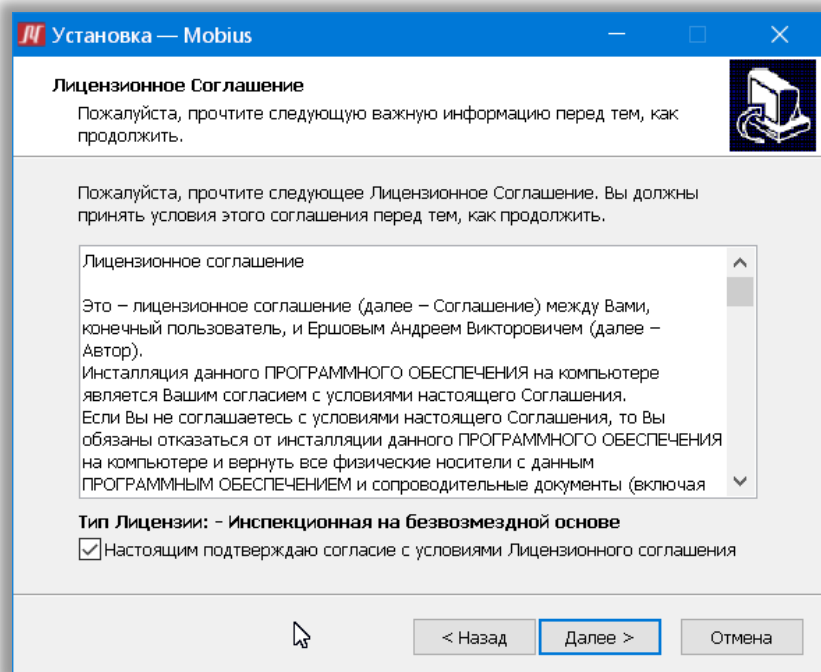 Установка — Mobius
Лицензионное Соглашение
Пожалуйста, прочтите следующую важную информацию перед тем, как
продолжить.
Пожалуйста, прочтите следующее Лицензионное Соглашение. Вы должны
принять условия этого соглашения перед тем, как продолжить.
Лицензионное соглашение
Это – лицензионное соглашение (далее – Соглашение) между Вами,
конечный пользователь, и Ершовым Андреем Викторовичем (далее –
Автор).
Инсталляция данного ПРОГРАММНОГО ОБЕСПЕЧЕНИЯ на компьютере
является Вашим согласием с условиями настоящего Соглашения.
Если Вы не соглашаетесь с условиями настоящего Соглашения, то Вы
обязаны отказаться от инсталляции данного ПРОГРАММНОГО ОБЕСПЕЧЕНИЯ
на компьютере и вернуть все физические носители с данным
ПРОГРАММНЫМ ОБЕСПЕЧЕНИЕМ и сопроводительные документы (включая
Тип Лицензии: - Инспекционная на безвозмездной основе
Настоящим подтверждаю согласие с условиями Лицензионного соглашения
< Назад
Далее >
Отмена